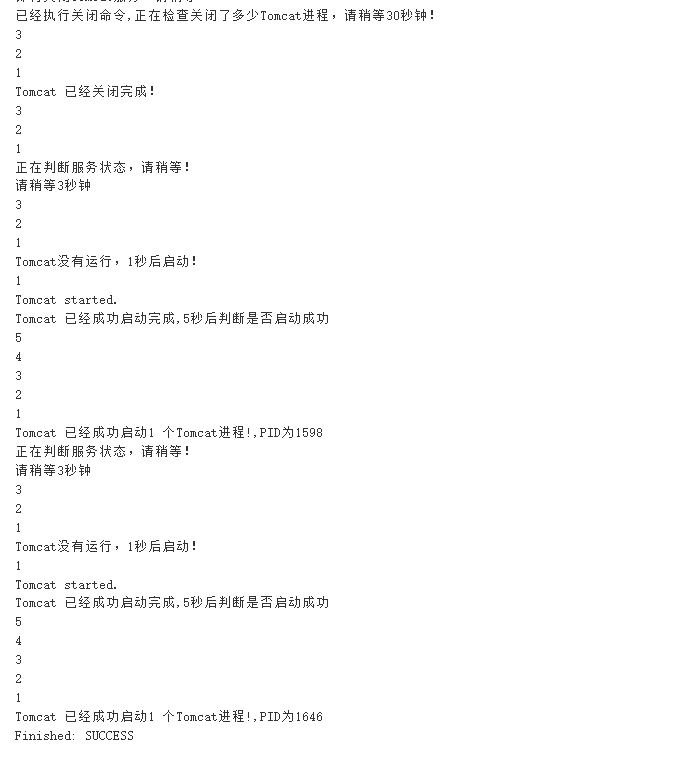 已经执行关闭命令,正在检查关闭了多少Tomcat进程，请稍等30秒钟!
3
2
1
Tomcat 已经关闭完成!
3
2
1
正在判断服务状态，请稍等!
请稍等3秒钟
3
2
1
Tomcat没有运行，1秒后启动!
1
Tomcat started.
Tomcat 已经成功启动完成,5秒后判断是否启动成功
5
4
3
2
1
Tomcat 已经成功启动1 个Tomcat进程!,PID为1598
正在判断服务状态，请稍等!
请稍等3秒钟
3
2
1
Tomcat没有运行，1秒后启动!
1
Tomcat started.
Tomcat 已经成功启动完成,5秒后判断是否启动成功
5
4
3
2
1
Tomcat 已经成功启动1 个Tomcat进程!,PID为1646
Finished: SUCCESS